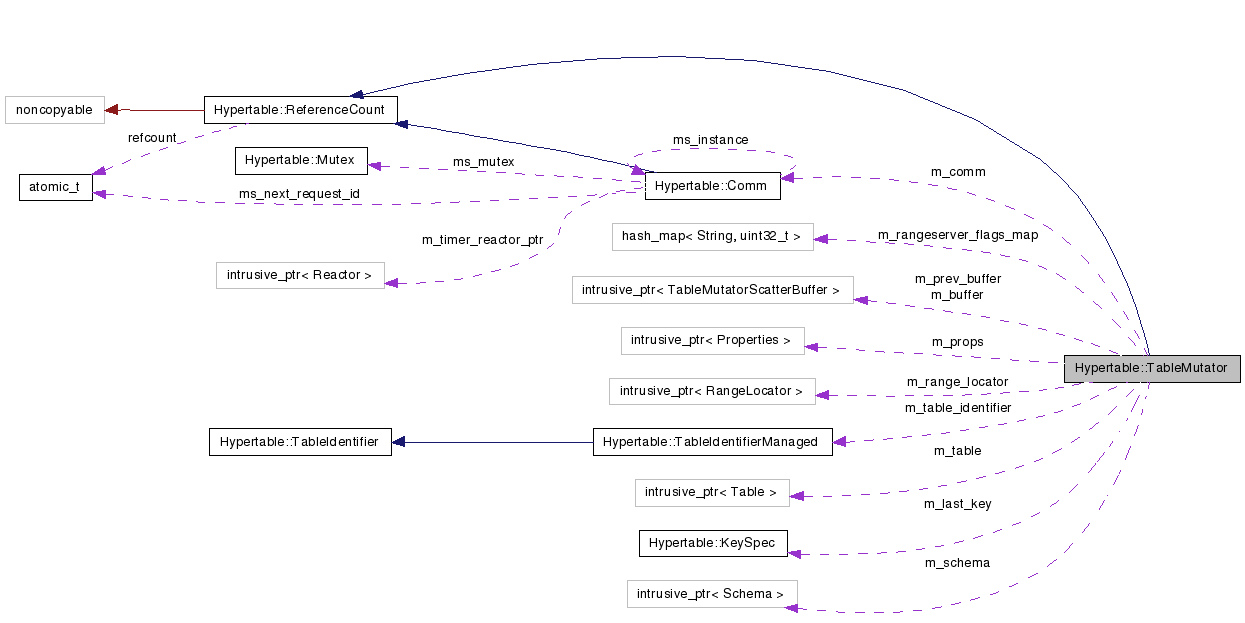 noncopyable
Hypertable::ReferenceCount
refcount
ms_instance
Hypertable::Mutex
ms_mutex
m_comm
atomic_t
ms_next_request_id
Hypertable::Comm
hash_map< String, uint32_t >
m_rangeserver_flags_map
m_timer_reactor_ptr
intrusive_ptr< Reactor >
m_prev_buffer
m_buffer
intrusive_ptr< TableMutatorScatterBuffer >
intrusive_ptr< Properties >
m_props
Hypertable::TableMutator
intrusive_ptr< RangeLocator >
m_range_locator
m_table_identifier
Hypertable::TableIdentifier
Hypertable::TableIdentifierManaged
m_table
intrusive_ptr< Table >
m_last_key
Hypertable::KeySpec
m_schema
intrusive_ptr< Schema >